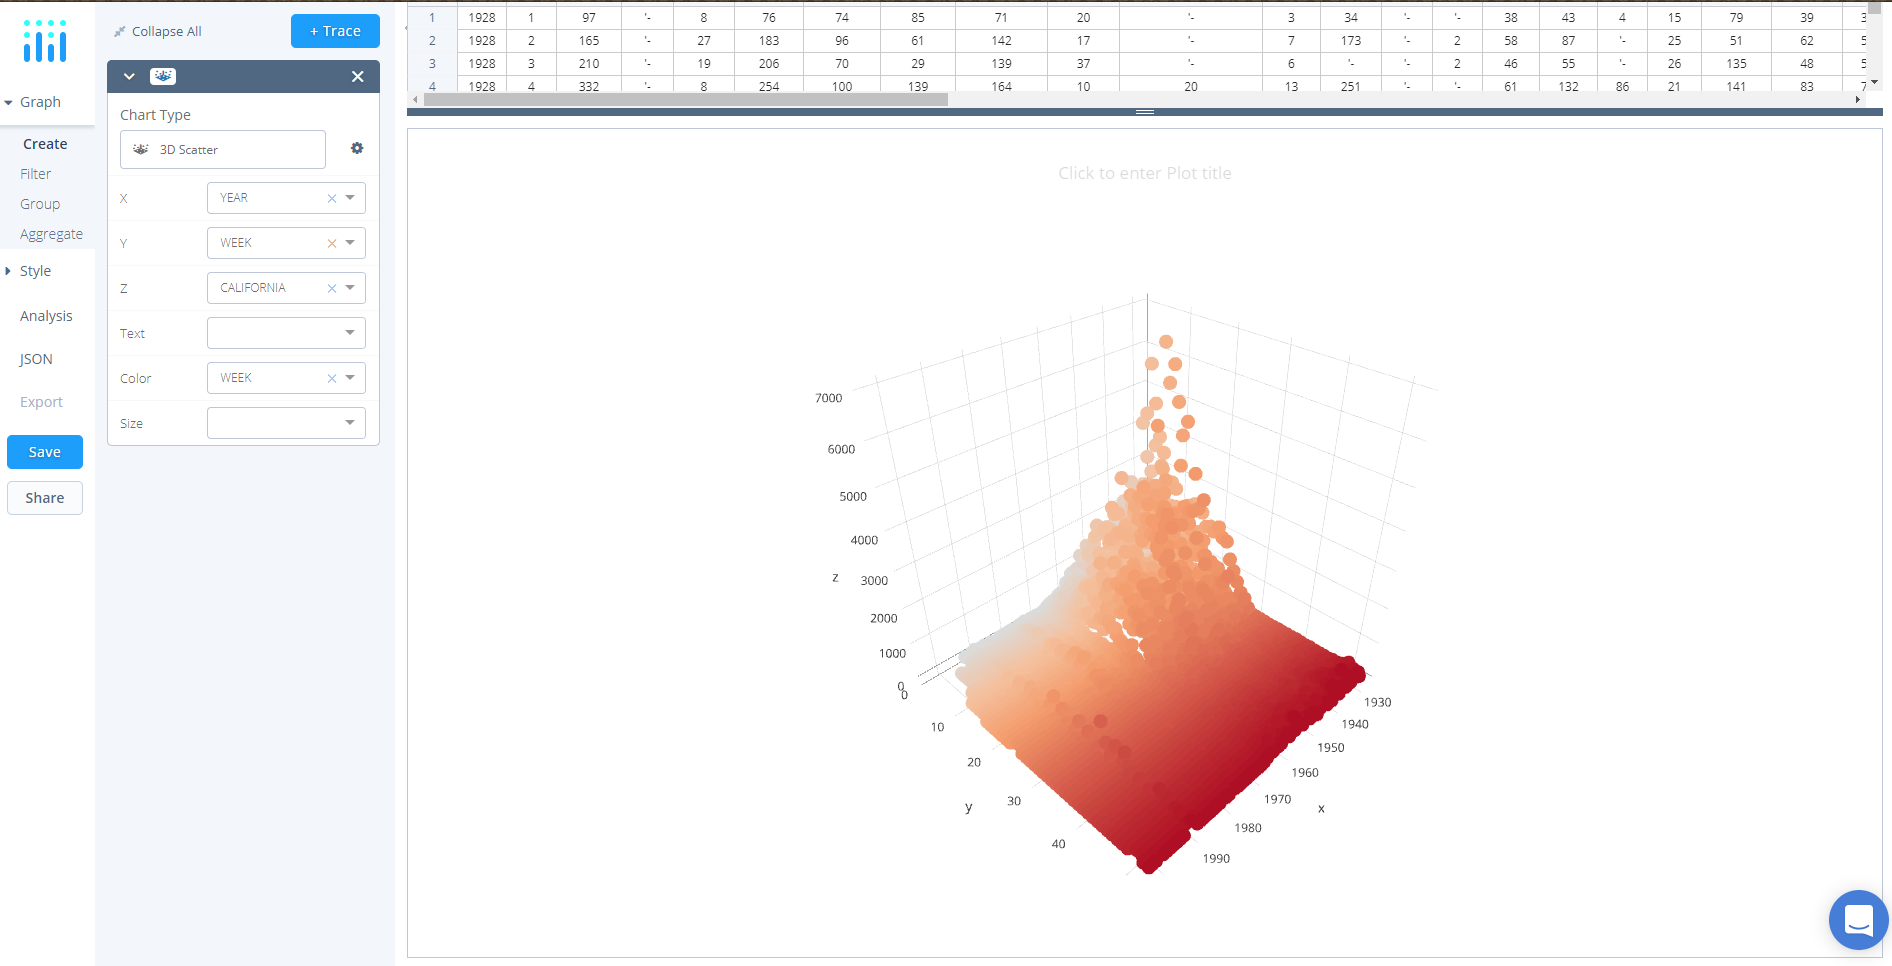 1 1928 1 97 '- 8 76 74 85 71 20 '- 3 34 '- '- 38 43 4 15 79 39 3
2 1928 2 165 '- 27 183 96 61 142 17 '- 7 173 '- 2 58 87 '- 25 51 62 5
3 1928 3 210 '- 19 206 70 29 139 37 '- 6 '- '- 2 46 55 '- 26 135 48 5
4 1928 4 332 '- 8 254 100 139 164 10 20 13 251 '- '- 61 132 86 21 141 83 7
Collapse All
+ Trace
Graph
Create
Filter
Group
Aggregate
Style
Analysis
JSON
Export
Save
Share
Chart Type
3D Scatter
X YEAR
Y WEEK
Z CALIFORNIA
Text
Color WEEK
Size
Click to enter Plot title
7000
6000
5000
4000
z 3000
2000
1000
0
0
10
20
30
40
y
1930
1940
1950
1960
1970
1980
1990
x